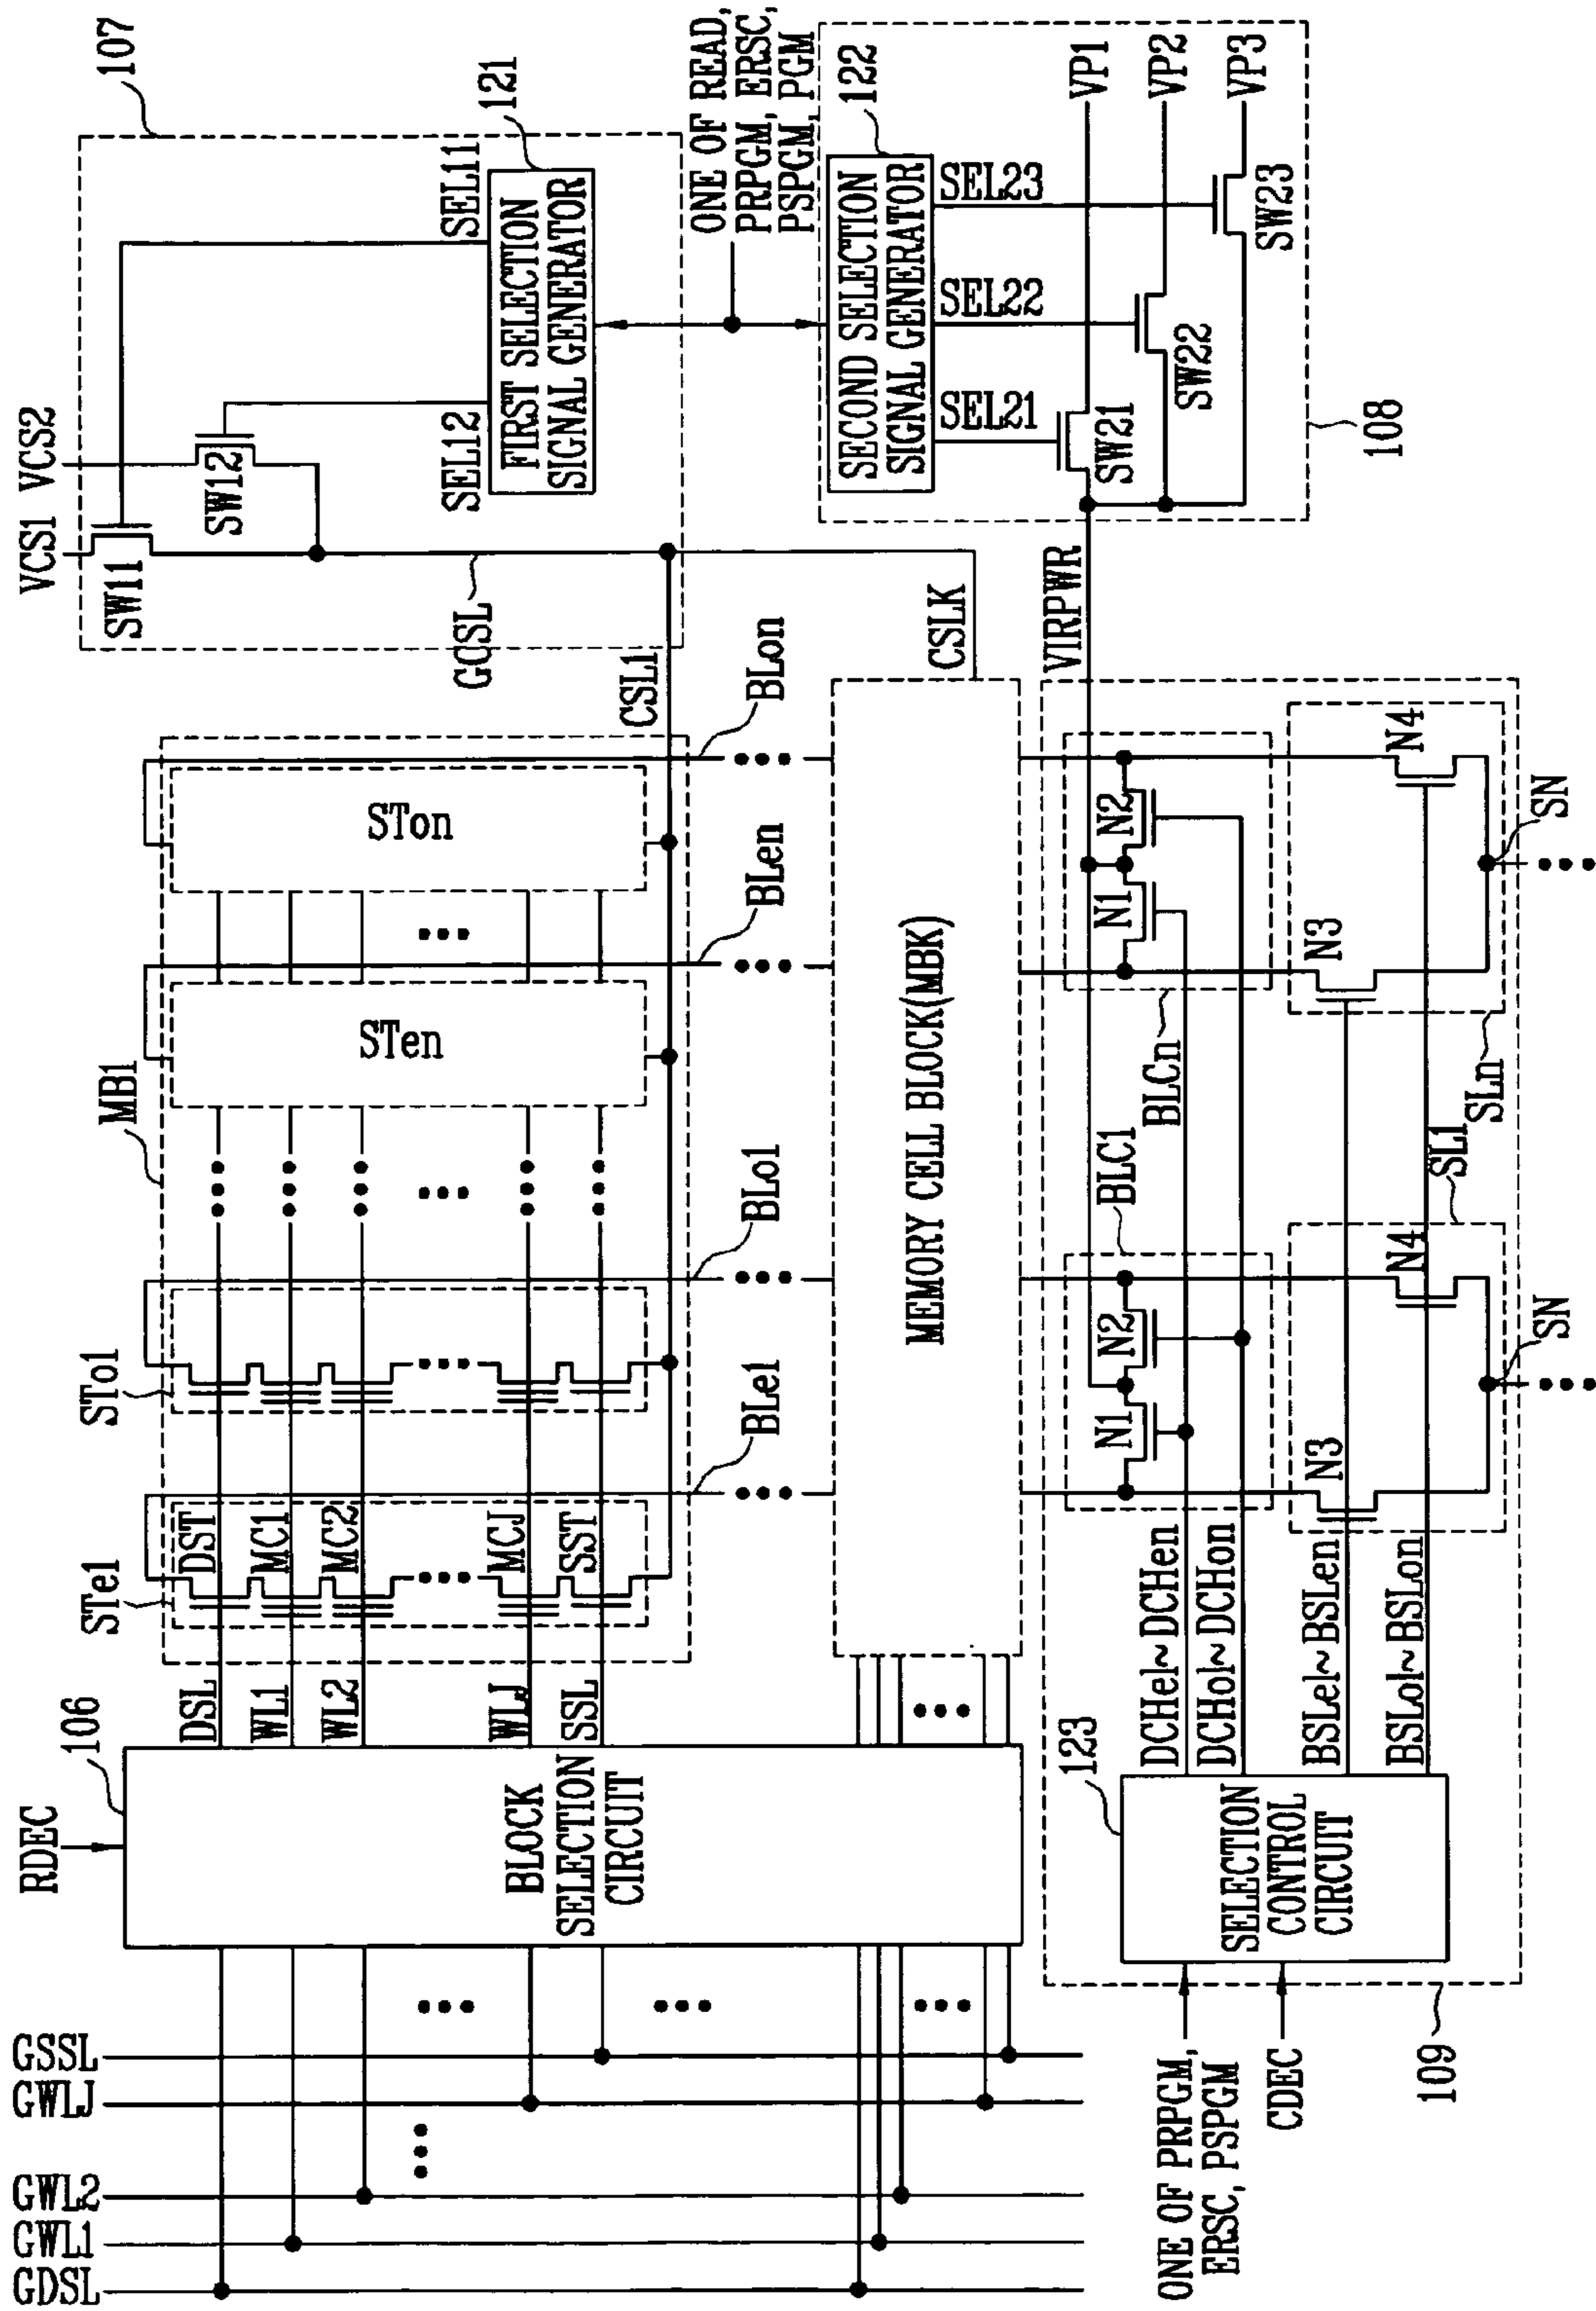 107
VCS1
VCS2
SW11
SW12
SEL11
SEL12
121
FIRST SELECTION
SIGNAL GENERATOR
GCSL
ONE OF READ,
PRPGM, ERSC,
PSPGM, PGM
122
SECOND SELECTION
SIGNAL GENERATOR
SEL21
SEL22
SEL23
SW21
SW22
SW23
VP1
VP2
VP3
108
VIRPWR
CSL1
CSLK
MB1
STe1
STo1
STen
STon
DST
MC1
MC2
MCJ
SST
BLe1
BLo1
BLen
BLon
RDEC
106
BLOCK
SELECTION
CIRCUIT
DSL
WL1
WL2
WLJ
SSL
GSSL
GWLJ
GWL2
GWL1
GDSL
MEMORY CELL BLOCK(MBK)
BLC1
BLCn
N1
N2
N1
N2
N3
N4
N3
N4
SL1
SLn
SN
SN
123
SELECTION
CONTROL
CIRCUIT
DCHe1~DCHen
DCHo1~DCHon
BSLe1~BSLen
BSLo1~BSLon
ONE OF PRPGM,
ERSC, PSPGM
CDEC
109